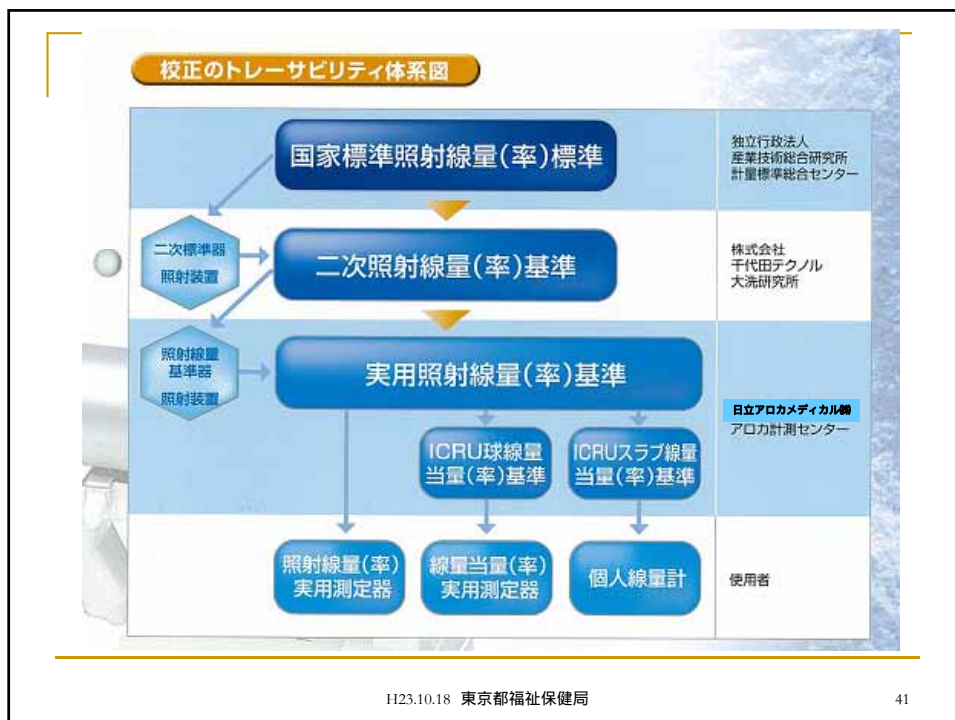 校正のトレーサビリティ体系図
国家標準照射線量(率)標準
独立行政法人
産業技術総合研究所
計量標準総合センター
二次標準器
照射装置
二次照射線量(率)基準
株式会社
千代田テクノル
大洗研究所
照射線量
基準器
照射装置
実用照射線量(率)基準
日立アロカメディカル㈱
アロカ計測センター
ICRU球線量
当量(率)基準
ICRUスラブ線量
当量(率)基準
照射線量(率)
実用測定器
線量当量(率)
実用測定器
個人線量計
使用者
H23.10.18 東京都福祉保健局
41